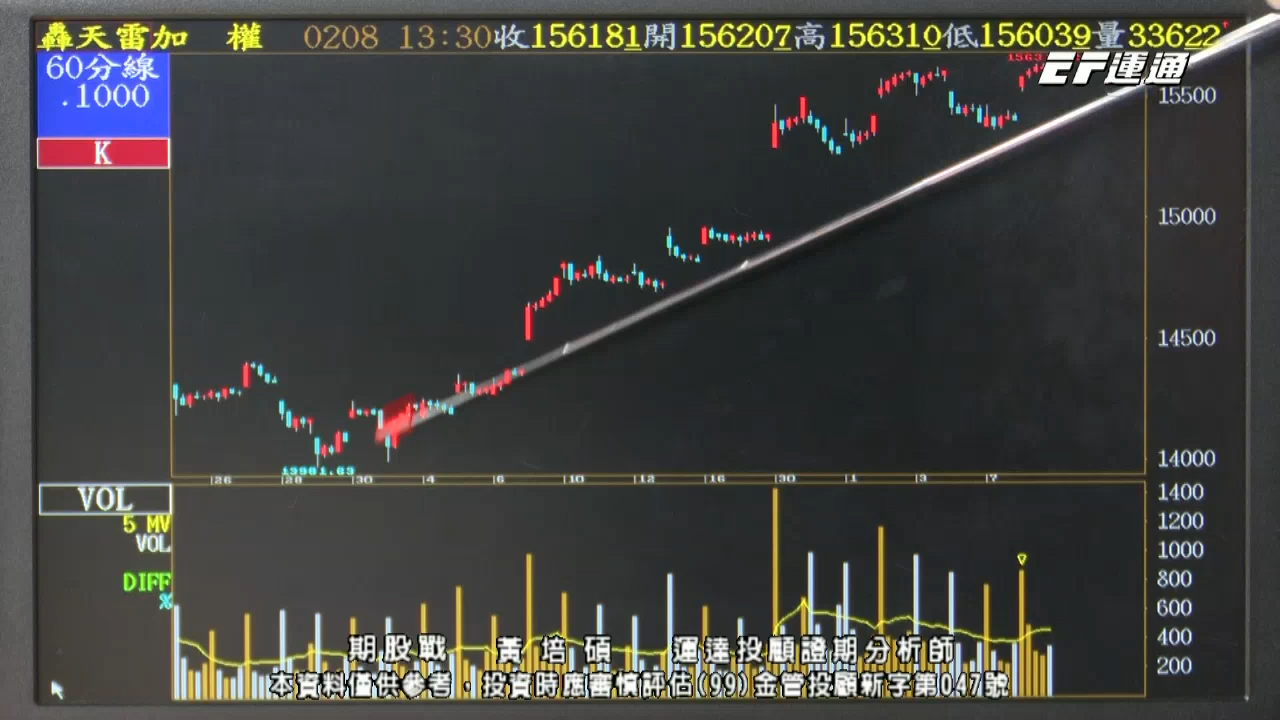 轟天雷加 權 0208 13:30收156181開156207高156310低156039量33622
60分線
.1000
K
EF運通
15500
15000
14500
14000
13981.63
26 28 30 4 6 10 12 16 30 1 3 7
VOL
5 MV
VOL
DIFF
%
1400
1200
1000
800
600
400
200
期股戰 黃培碩 運達投顧證期分析師
本資料僅供參考，投資時應審慎評估(99)金管投顧新字第047號